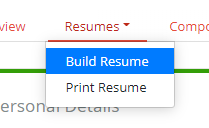 view Resumes Compo
Build Resume
Print Resume
ersonal Details